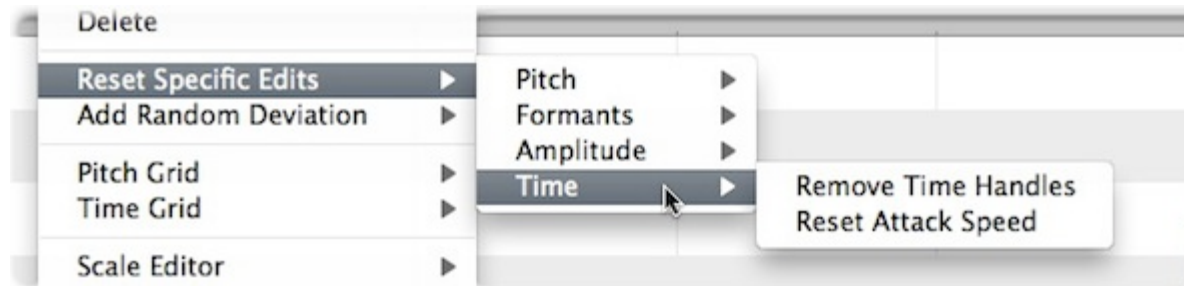 Delete
Reset Specific Edits
Add Random Deviation
Pitch Grid
Time Grid
Scale Editor
Pitch
Formants
Amplitude
Time
Remove Time Handles
Reset Attack Speed